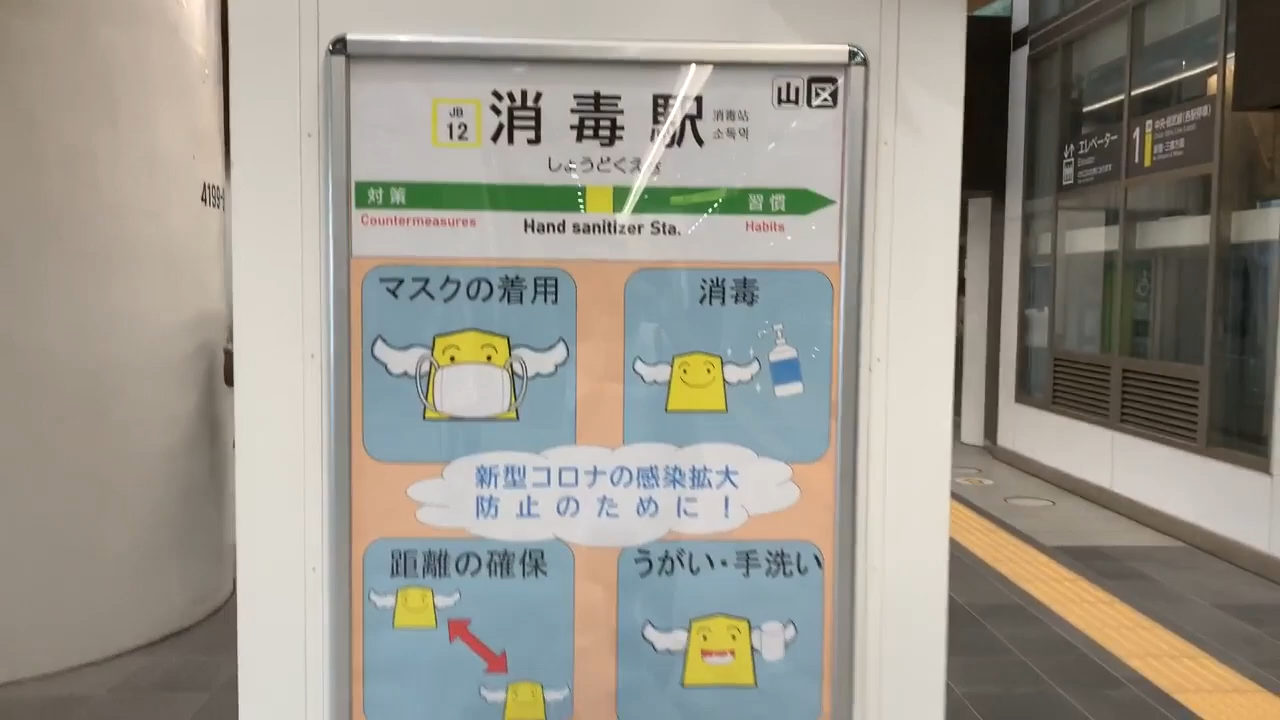 山区
JB
12
消毒駅
消毒站
소독역
しょうどくえき
対策
習慣
Countermeasures
Hand sanitizer Sta.
Habits
マスクの着用
消毒
新型コロナの感染拡大
防止のために！
距離の確保
うがい・手洗い
4199-
エレベーター
Elevator
1